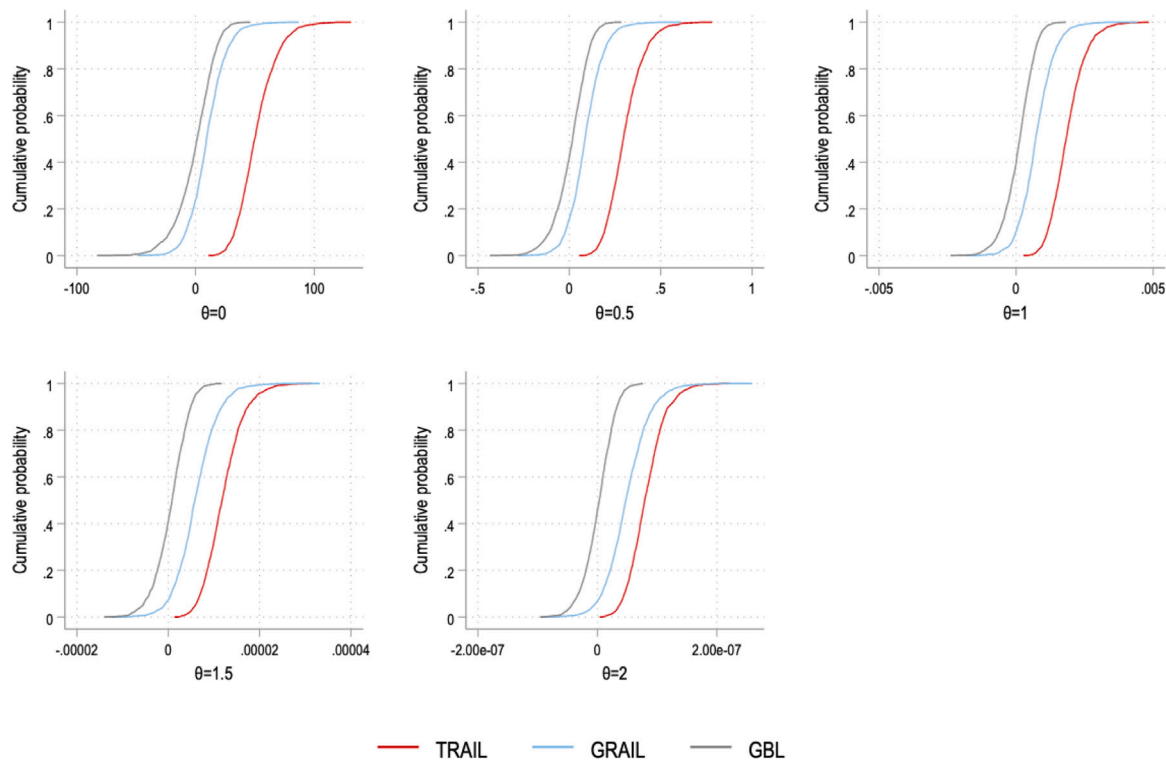 Cumulative probability
1
.8
.6
.4
.2
0
-100 0 100
θ=0
Cumulative probability
1
.8
.6
.4
.2
0
-.5 0 .5 1
θ=0.5
Cumulative probability
1
.8
.6
.4
.2
0
-.005 0 .005
θ=1
Cumulative probability
1
.8
.6
.4
.2
0
-.00002 0 .00002 .00004
θ=1.5
Cumulative probability
1
.8
.6
.4
.2
0
-2.00e-07 0 2.00e-07
θ=2
TRAIL GRAIL GBL